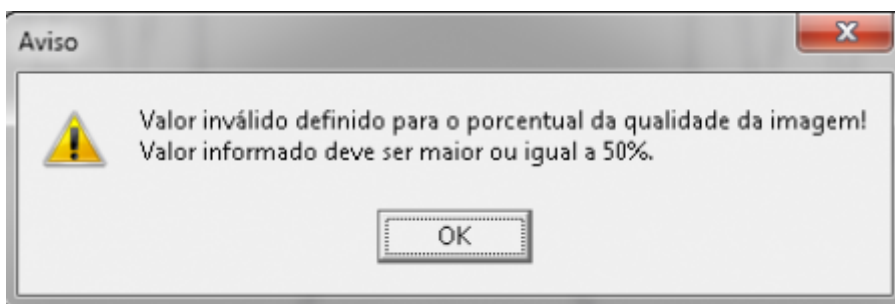 Aviso
Valor inválido definido para o porcentual da qualidade da imagem!
Valor informado deve ser maior ou igual a 50%.
OK